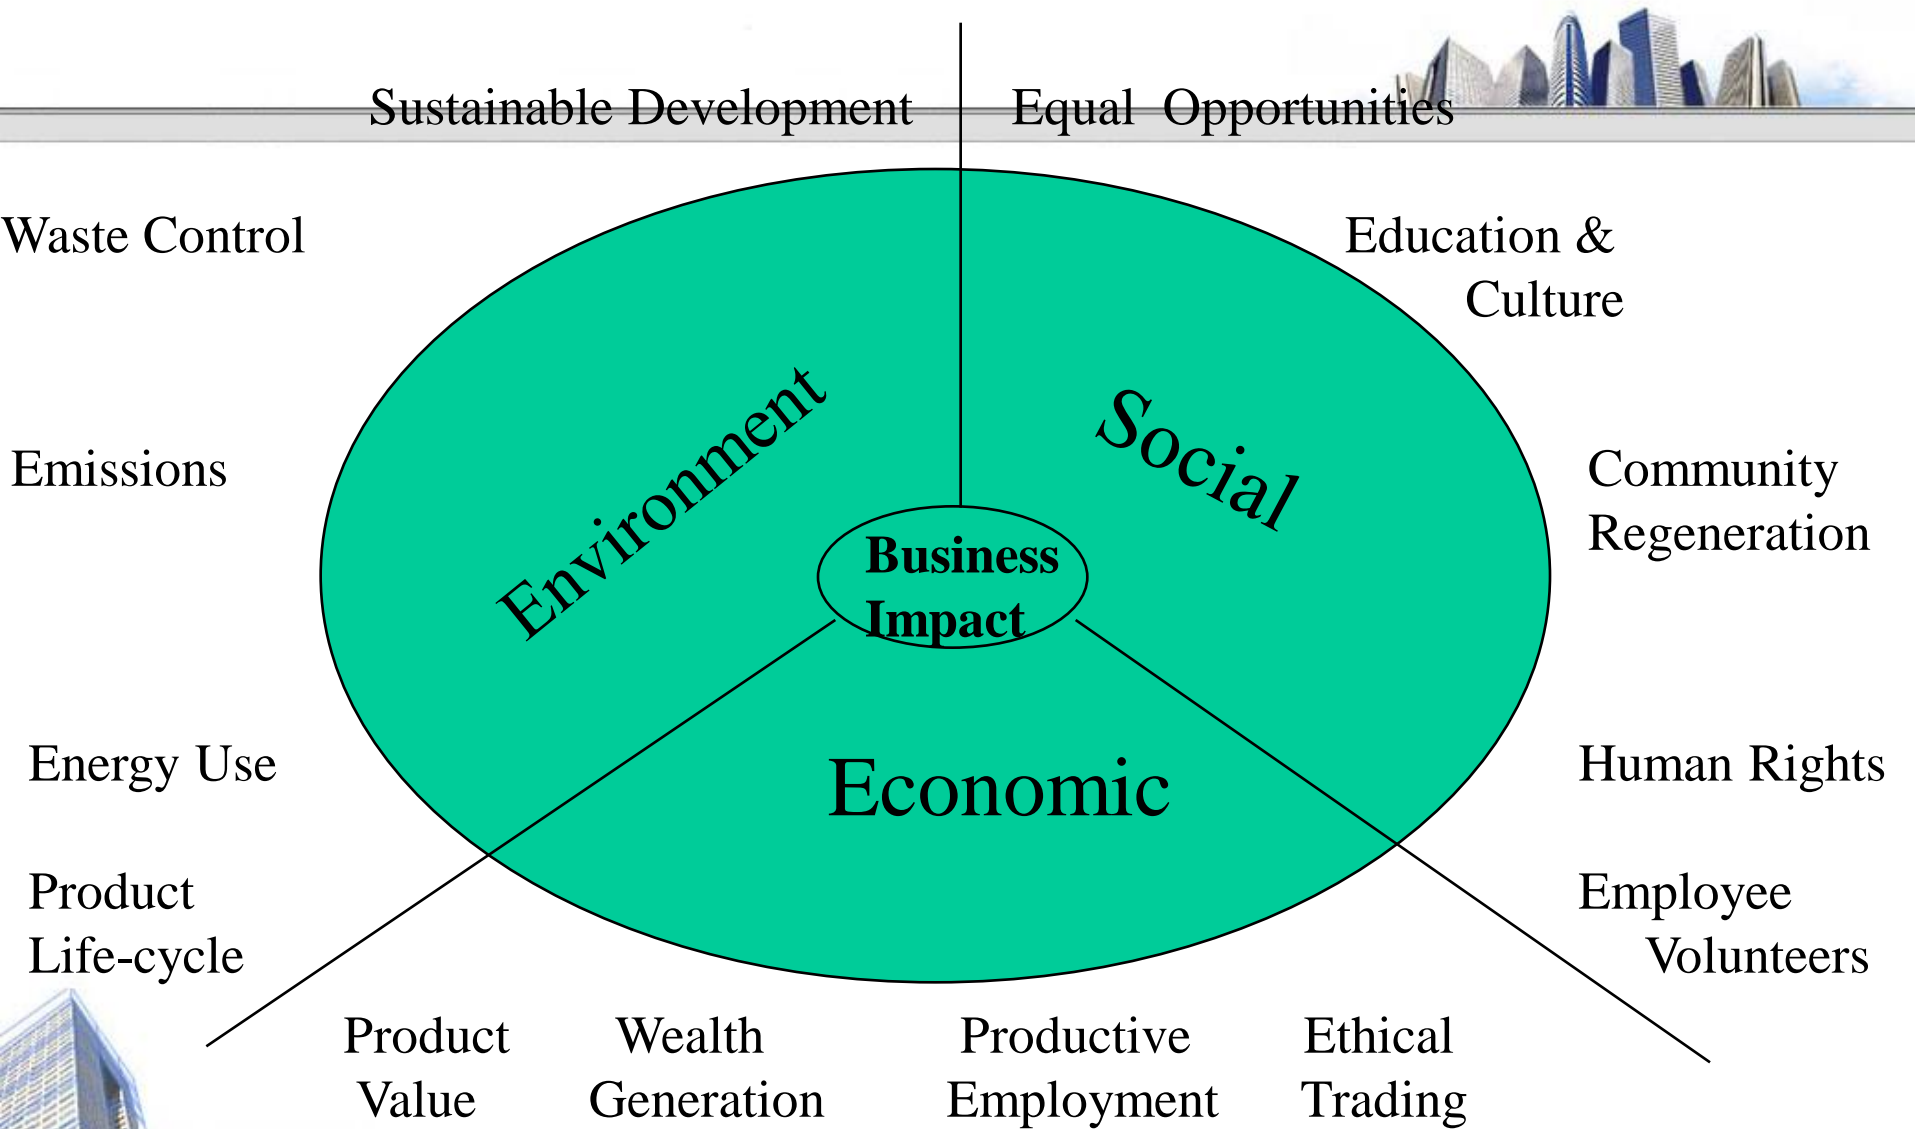 Sustainable Development
Equal Opportunities
Waste Control
Education &
Culture
Environment
Social
Emissions
Community
Regeneration
Business
Impact
Energy Use
Economic
Human Rights
Product
Life-cycle
Employee
Volunteers
Product
Value
Wealth
Generation
Productive
Employment
Ethical
Trading